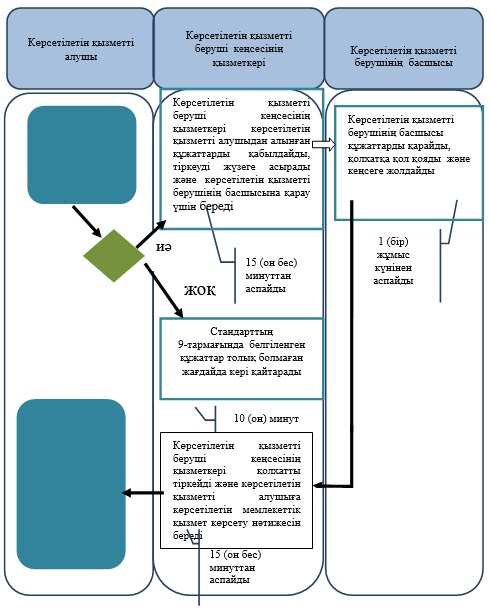 Көрсетілетін қызметті
алушы
Көрсетілетін қызметті
беруші кеңсесінің
қызметкері
Көрсетілетін қызметті
берушінің басшысы
Көрсетілетін қызметті
беруші кеңсесінің
қызметкері көрсетілетін
қызметті алушыдан алынған
құжаттарды қабылдайды,
тіркеуді жүзеге асырады
және көрсетілетін қызметті
берушінің басшысына қарау
үшін береді
Көрсетілетін қызметті
берушінің басшысы
құжаттарды қарайды,
қолхатқа қол қояды және
кеңсеге жолдайды
иә
15 (он бес)
минуттан
аспайды
1 (бір)
жұмыс
күнінен
аспайды
жоқ
Стандарттың
9-тармағында белгіленген
құжаттар толық болмаған
жағдайда кері қайтарады
10 (он) минут
Көрсетілетін қызметті
беруші кеңсесінің
қызметкері қолхатты
тіркейді және көрсетілетін
қызметті алушыға
көрсетілетін мемлекеттік
қызмет көрсету нәтижесін
береді
15 (он бес)
минуттан
аспайды